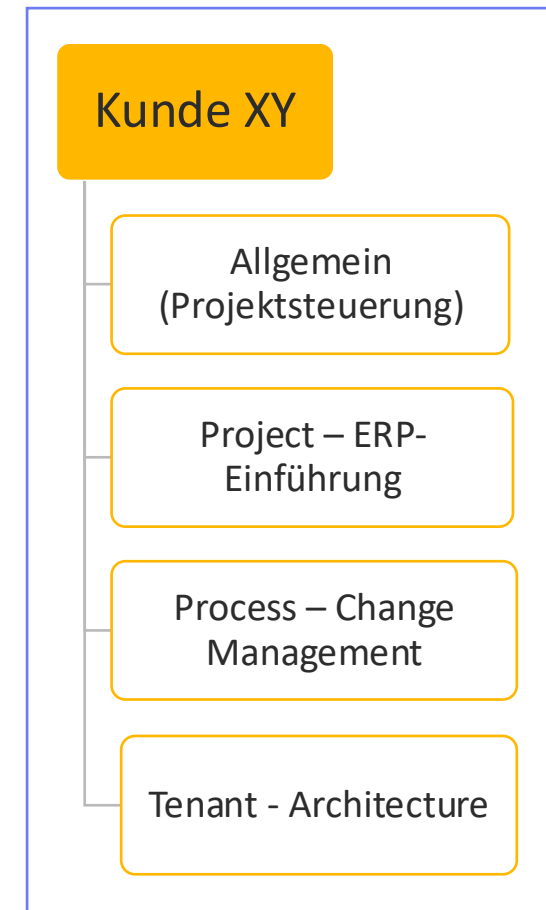 Kunde XY
Allgemein
(Projektsteuerung)
Project – ERP-
Einführung
Process – Change
Management
Tenant - Architecture